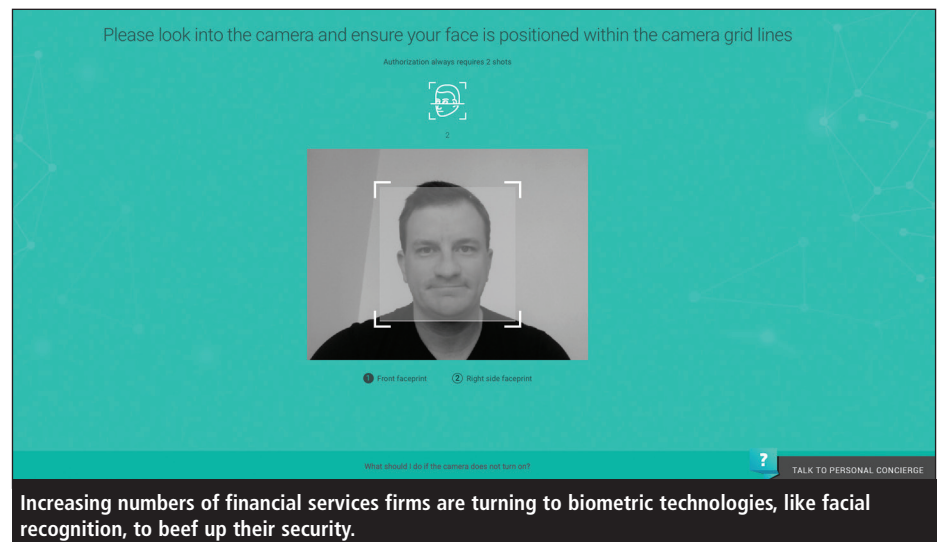 Please look into the camera and ensure your face is positioned within the camera grid lines
Authorization always requires 2 shots
2
1 Front faceprint 2 Right side faceprint
What should I do if the camera does not turn on?
?
TALK TO PERSONAL CONCIERGE
Increasing numbers of financial services firms are turning to biometric technologies, like facial
recognition, to beef up their security.